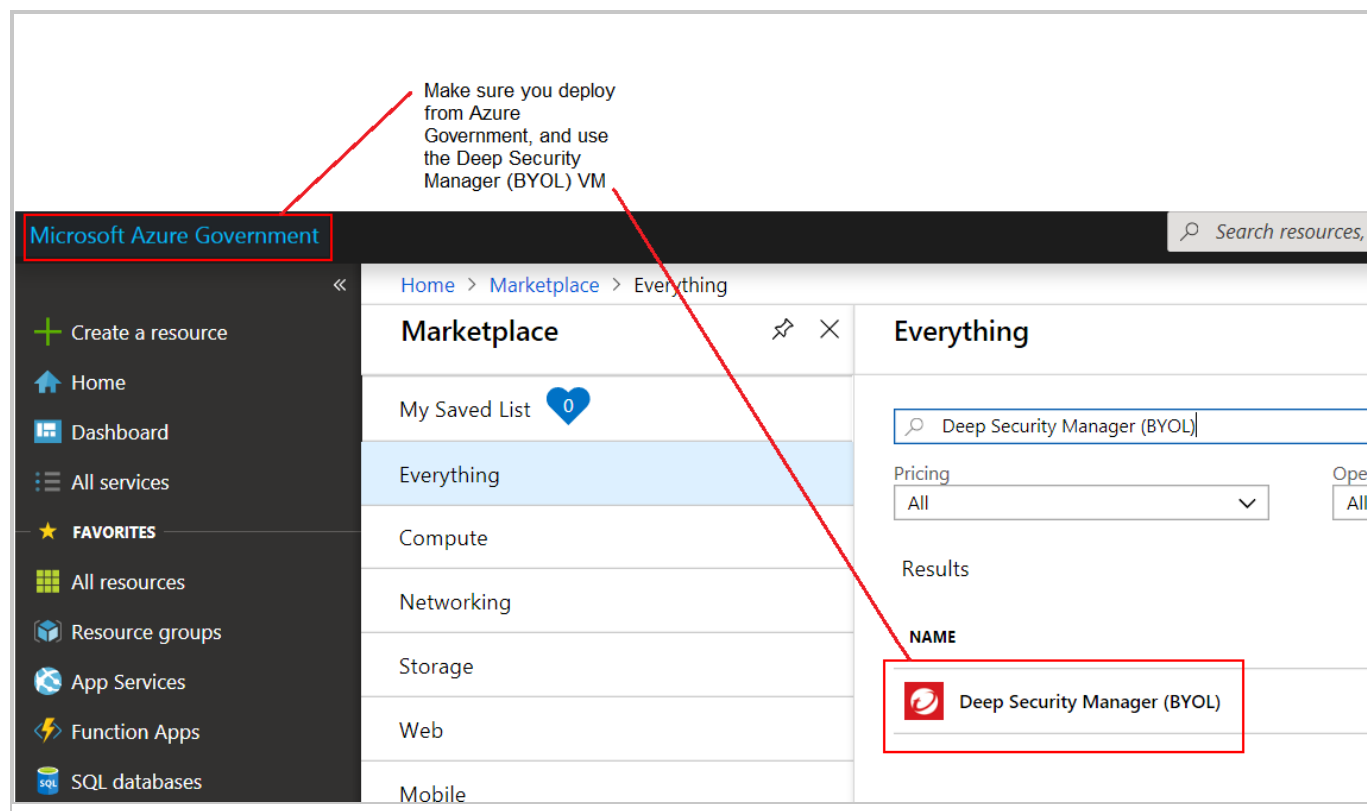 Make sure you deploy
from Azure
Government, and use
the Deep Security
Manager (BYOL) VM
Microsoft Azure Government
Search resources,
«
Home > Marketplace > Everything
Create a resource
Home
Dashboard
All services
FAVORITES
All resources
Resource groups
App Services
Function Apps
SQL
SQL databases
Marketplace
My Saved List 0
Everything
Compute
Networking
Storage
Web
Mobile
Everything
Deep Security Manager (BYOL)
Pricing
Ope
All
All
Results
NAME
Deep Security Manager (BYOL)